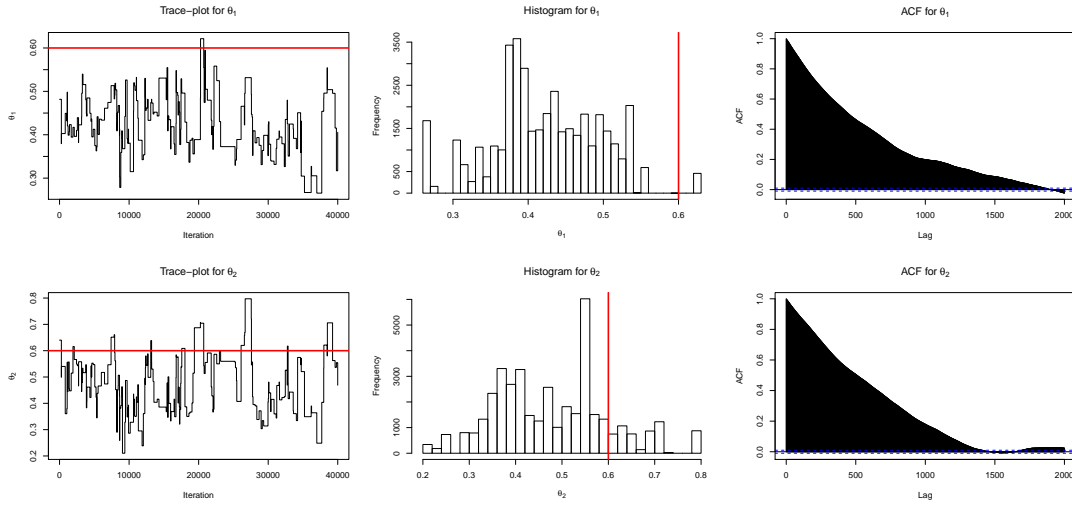 Trace−plot for θ1
0.30 0.40 0.50 0.60
θ1
0 10000 20000 30000 40000
Iteration
Histogram for θ1
0 500 1500 2500 3500
Frequency
0.3 0.4 0.5 0.6
θ1
ACF for θ1
0.0 0.2 0.4 0.6 0.8 1.0
ACF
0 500 1000 1500 2000
Lag
Trace−plot for θ2
0.2 0.3 0.4 0.5 0.6 0.7 0.8
θ2
0 10000 20000 30000 40000
Iteration
Histogram for θ2
0 1000 3000 5000
Frequency
0.2 0.3 0.4 0.5 0.6 0.7 0.8
θ2
ACF for θ2
0.0 0.2 0.4 0.6 0.8 1.0
ACF
0 500 1000 1500 2000
Lag